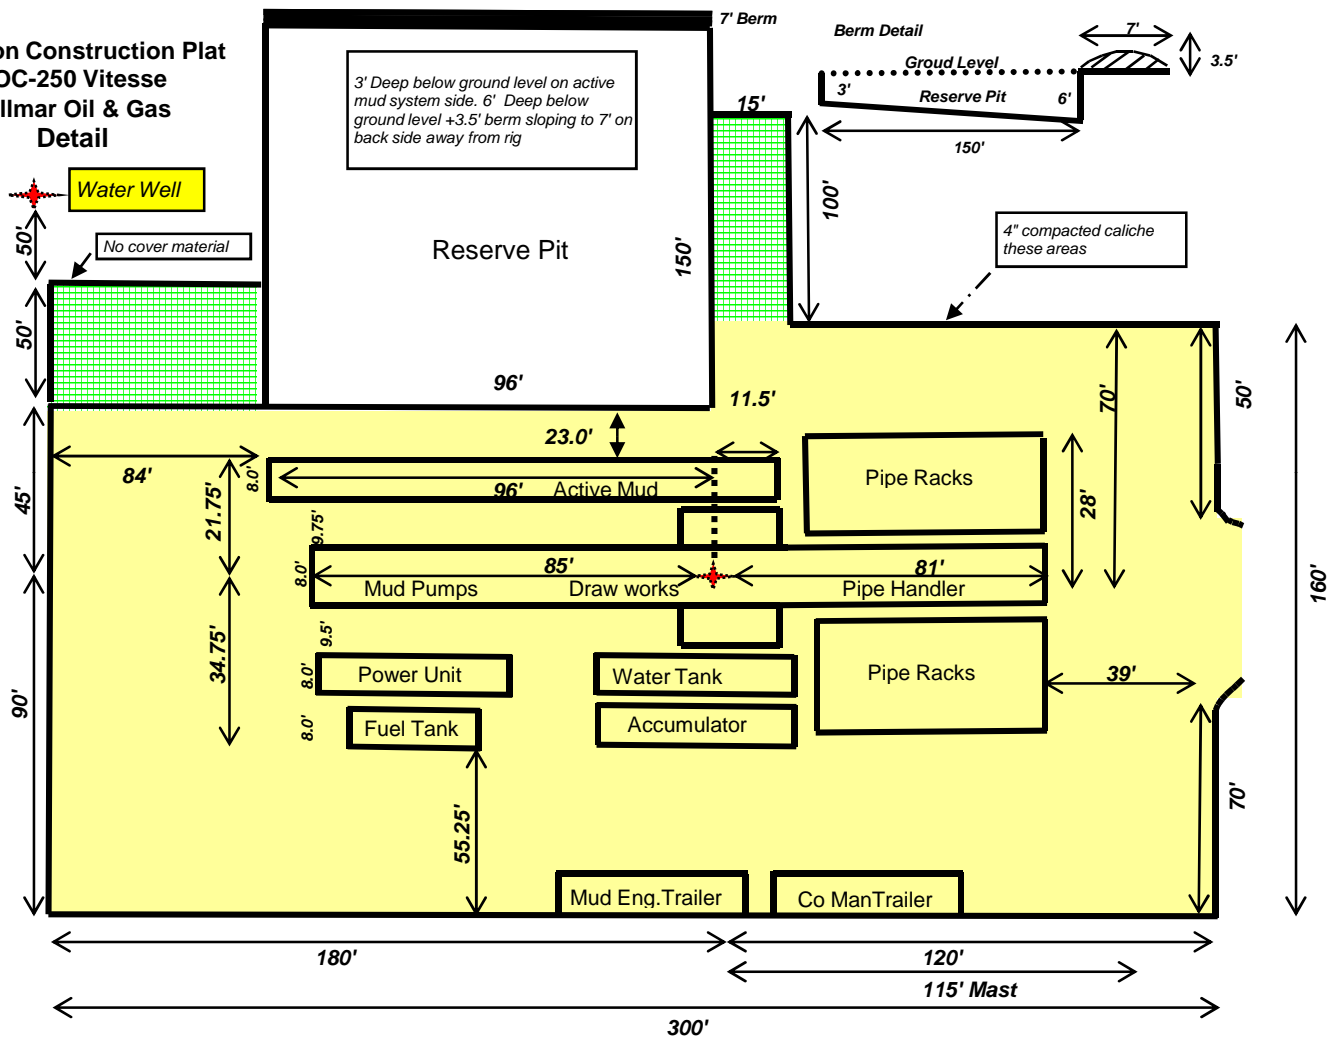 on Construction Plat
DC-250 Vitesse
llmar Oil & Gas
Detail
7' Berm
Berm Detail
7'
3.5'
Groud Level
3'
Reserve Pit
6'
150'
3' Deep below ground level on active
mud system side. 6' Deep below
ground level +3.5' berm sloping to 7' on
back side away from rig
15'
100'
Water Well
50'
No cover material
Reserve Pit
150'
4" compacted caliche
these areas
50'
96'
11.5'
70'
50'
23.0'
84'
8.0'
96'
Active Mud
Pipe Racks
28'
45'
21.75'
9.75'
160'
8.0'
85'
81'
Mud Pumps
Draw works
Pipe Handler
34.75'
9.5'
8.0'
Power Unit
Water Tank
Pipe Racks
39'
90'
8.0'
Fuel Tank
Accumulator
55.25'
70'
Mud Eng.Trailer
Co ManTrailer
180'
120'
115' Mast
300'